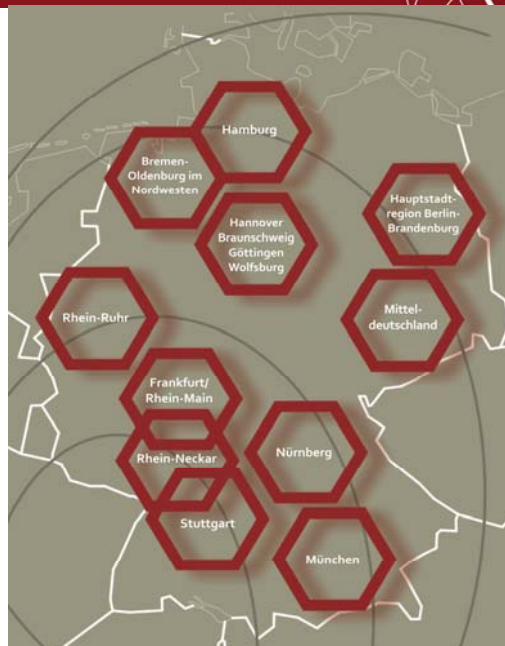 Hamburg
Bremen-
Oldenburg im
Nordwesten
Hauptstadt-
region Berlin-
Brandenburg
Hannover
Braunschweig
Göttingen
Wolfsburg
Rhein-Ruhr
Mittel-
deutschland
Frankfurt/
Rhein-Main
Rhein-Neckar
Nürnberg
Stuttgart
München